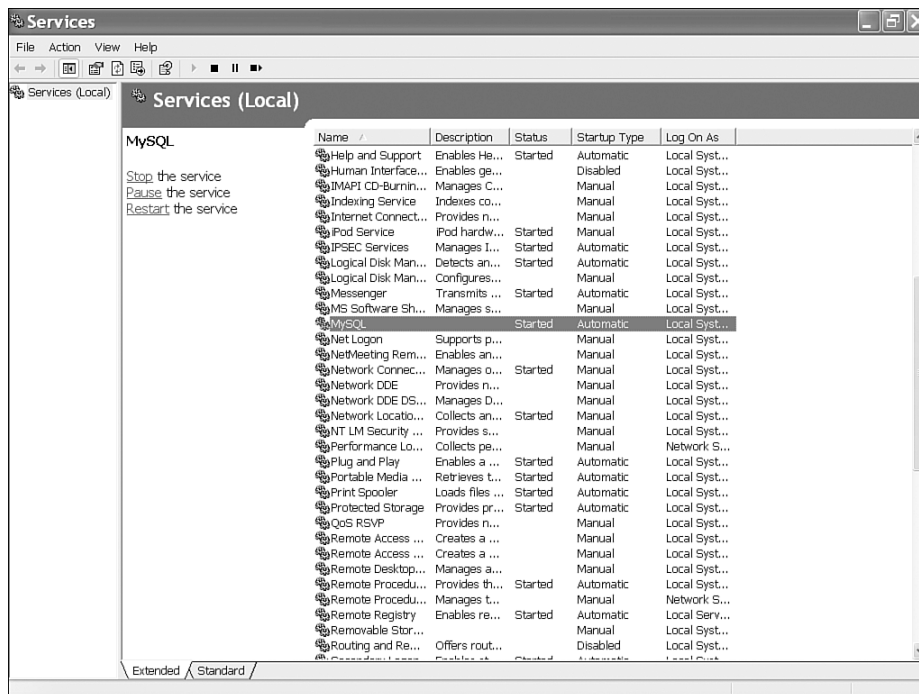 Services
File Action View Help
Services (Local)
Services (Local)
MySQL
Stop the service
Pause the service
Restart the service
Name Description Status Startup Type Log On As
Help and Support Enables He... Started Automatic Local Syst...
Human Interface... Enables ge... Disabled Local Syst...
IMAPI CD-Burnin... Manages C... Manual Local Syst...
Indexing Service Indexes co... Manual Local Syst...
Internet Connect... Provides n... Manual Local Syst...
iPod Service iPod hardw... Started Manual Local Syst...
IPSEC Services Manages I... Started Automatic Local Syst...
Logical Disk Man... Detects an... Started Automatic Local Syst...
Logical Disk Man... Configures... Manual Local Syst...
Messenger Transmits ... Started Automatic Local Syst...
MS Software Sh... Manages s... Manual Local Syst...
MySQL Started Automatic Local Syst...
Net Logon Supports p... Manual Local Syst...
NetMeeting Rem... Enables an... Manual Local Syst...
Network Connec... Manages o... Started Manual Local Syst...
Network DDE Provides n... Manual Local Syst...
Network DDE DS... Manages D... Manual Local Syst...
Network Locatio... Collects an... Started Manual Local Syst...
NT LM Security ... Provides s... Manual Local Syst...
Performance Lo... Collects pe... Manual Network S...
Plug and Play Enables a ... Started Automatic Local Syst...
Portable Media ... Retrieves t... Started Automatic Local Syst...
Print Spooler Loads files ... Started Automatic Local Syst...
Protected Storage Provides pr... Started Automatic Local Syst...
QoS RSVP Provides n... Manual Local Syst...
Remote Access ... Creates a ... Manual Local Syst...
Remote Access ... Creates a ... Manual Local Syst...
Remote Desktop... Manages a... Manual Local Syst...
Remote Procedu... Provides th... Started Automatic Local Syst...
Remote Procedu... Manages t... Manual Network S...
Remote Registry Enables re... Started Automatic Local Serv...
Removable Stor... Manual Local Syst...
Routing and Re... Offers rout... Disabled Local Syst...
Extended Standard